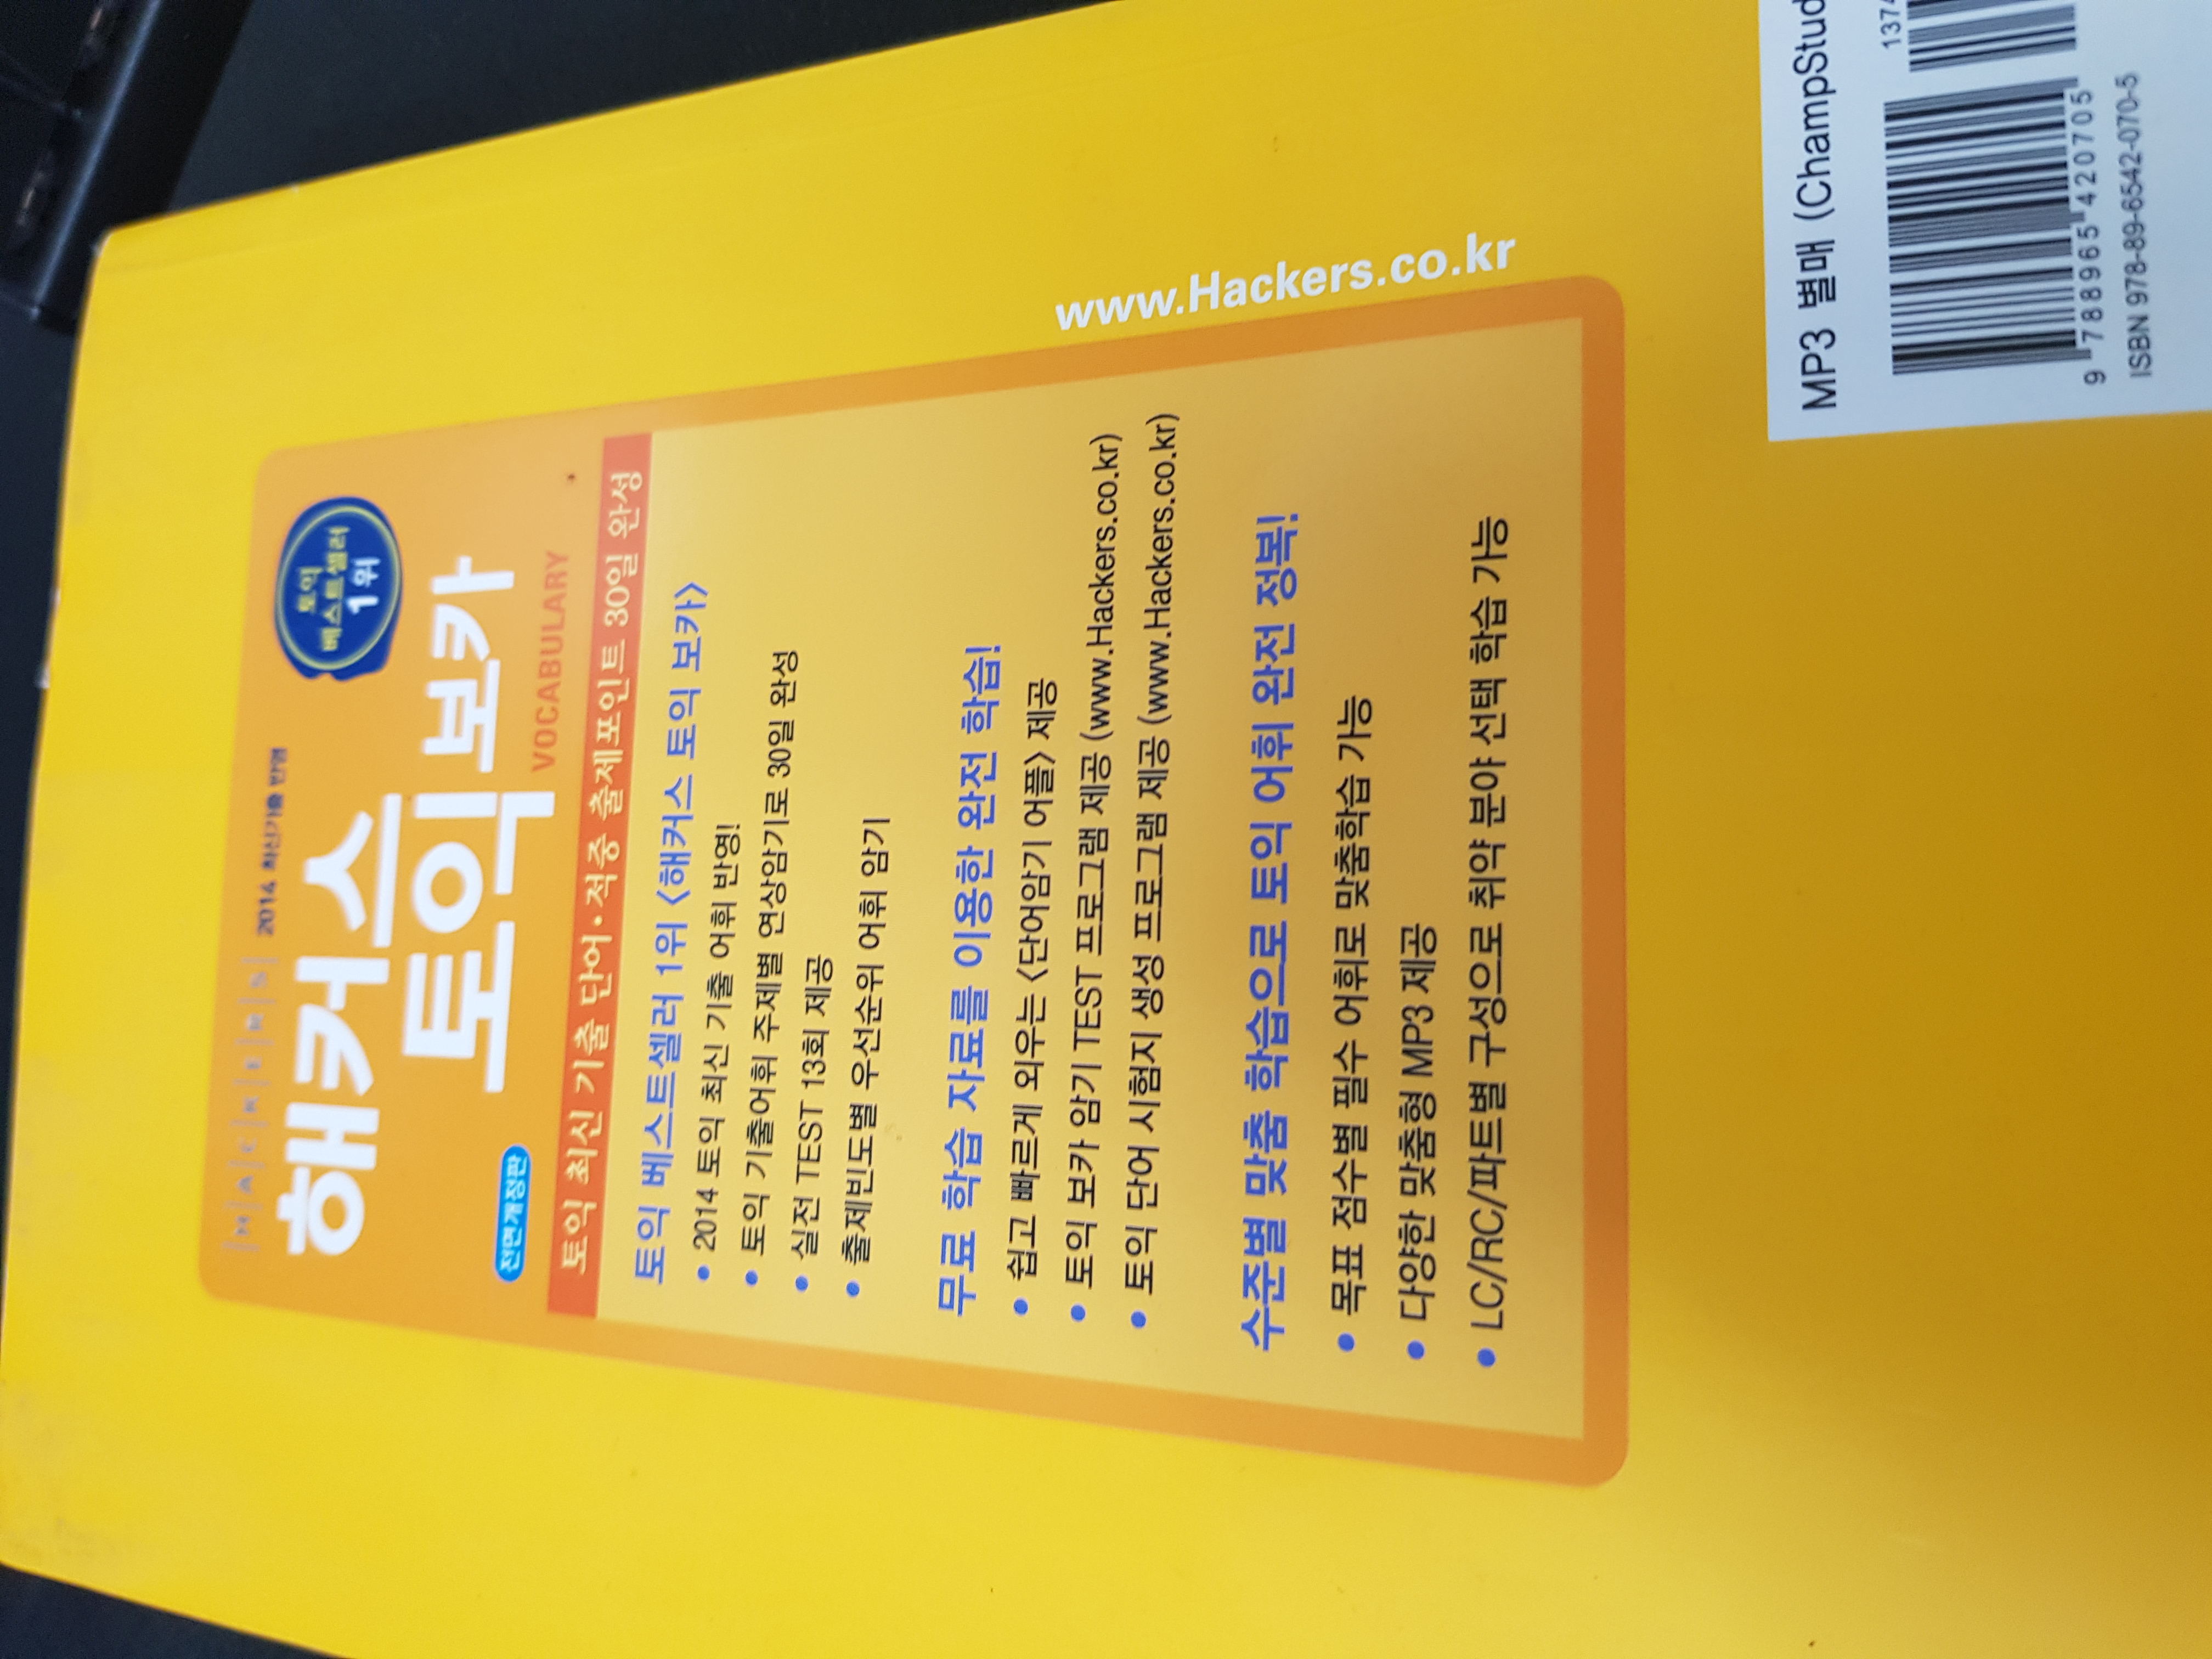 HACKERS 2014 최신기출 반영
토익
베스트셀러
1위
해커스
토익 보카
전면개정판
VOCABULARY
토익 최신 기출 단어·적중 출제포인트 30일 완성
토익 베스트셀러 1위 <해커스 토익 보카>
• 2014 토익 최신 기출 어휘 반영!
• 토익 기출어휘 주제별 연상암기로 30일 완성
• 실전 TEST 13회 제공
• 출제빈도별 우선순위 어휘 암기
무료 학습 자료를 이용한 완전 학습!
• 쉽고 빠르게 외우는 <단어암기 어플> 제공
• 토익 보카 암기 TEST 프로그램 제공 (www.Hackers.co.kr)
• 토익 단어 시험지 생성 프로그램 제공 (www.Hackers.co.kr)
수준별 맞춤 학습으로 토익 어휘 완전 정복!
• 목표 점수별 필수 어휘로 맞춤학습 가능
• 다양한 맞춤형 MP3 제공
• LC/RC/파트별 구성으로 취약 분야 선택 학습 가능
www.Hackers.co.kr
MP3 별매 (ChampStud
1374
9 788965 420705
ISBN 978-89-6542-070-5